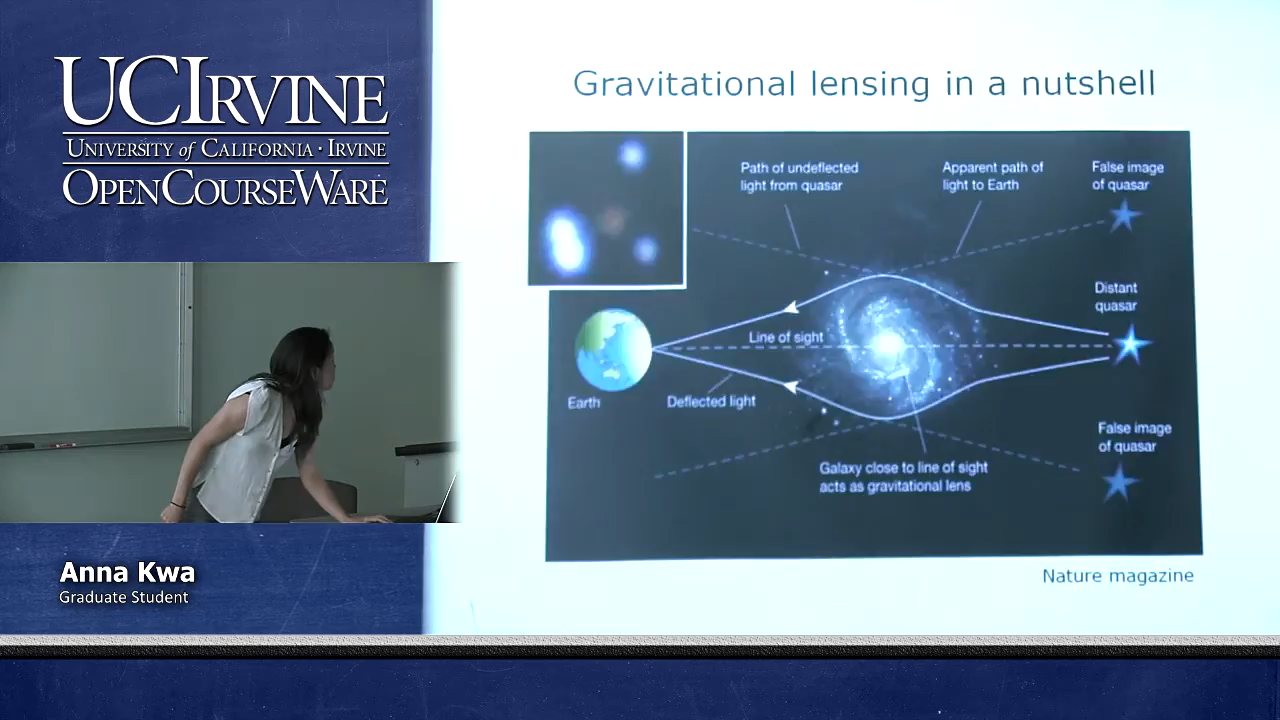 UCIRVINE
UNIVERSITY of CALIFORNIA · IRVINE
OPENCOURSEWARE
Gravitational lensing in a nutshell
Path of undeflected
light from quasar
Apparent path of
light to Earth
False image
of quasar
Distant
quasar
Line of sight
Earth
Deflected light
False image
of quasar
Galaxy close to line of sight
acts as gravitational lens
Nature magazine
Anna Kwa
Graduate Student